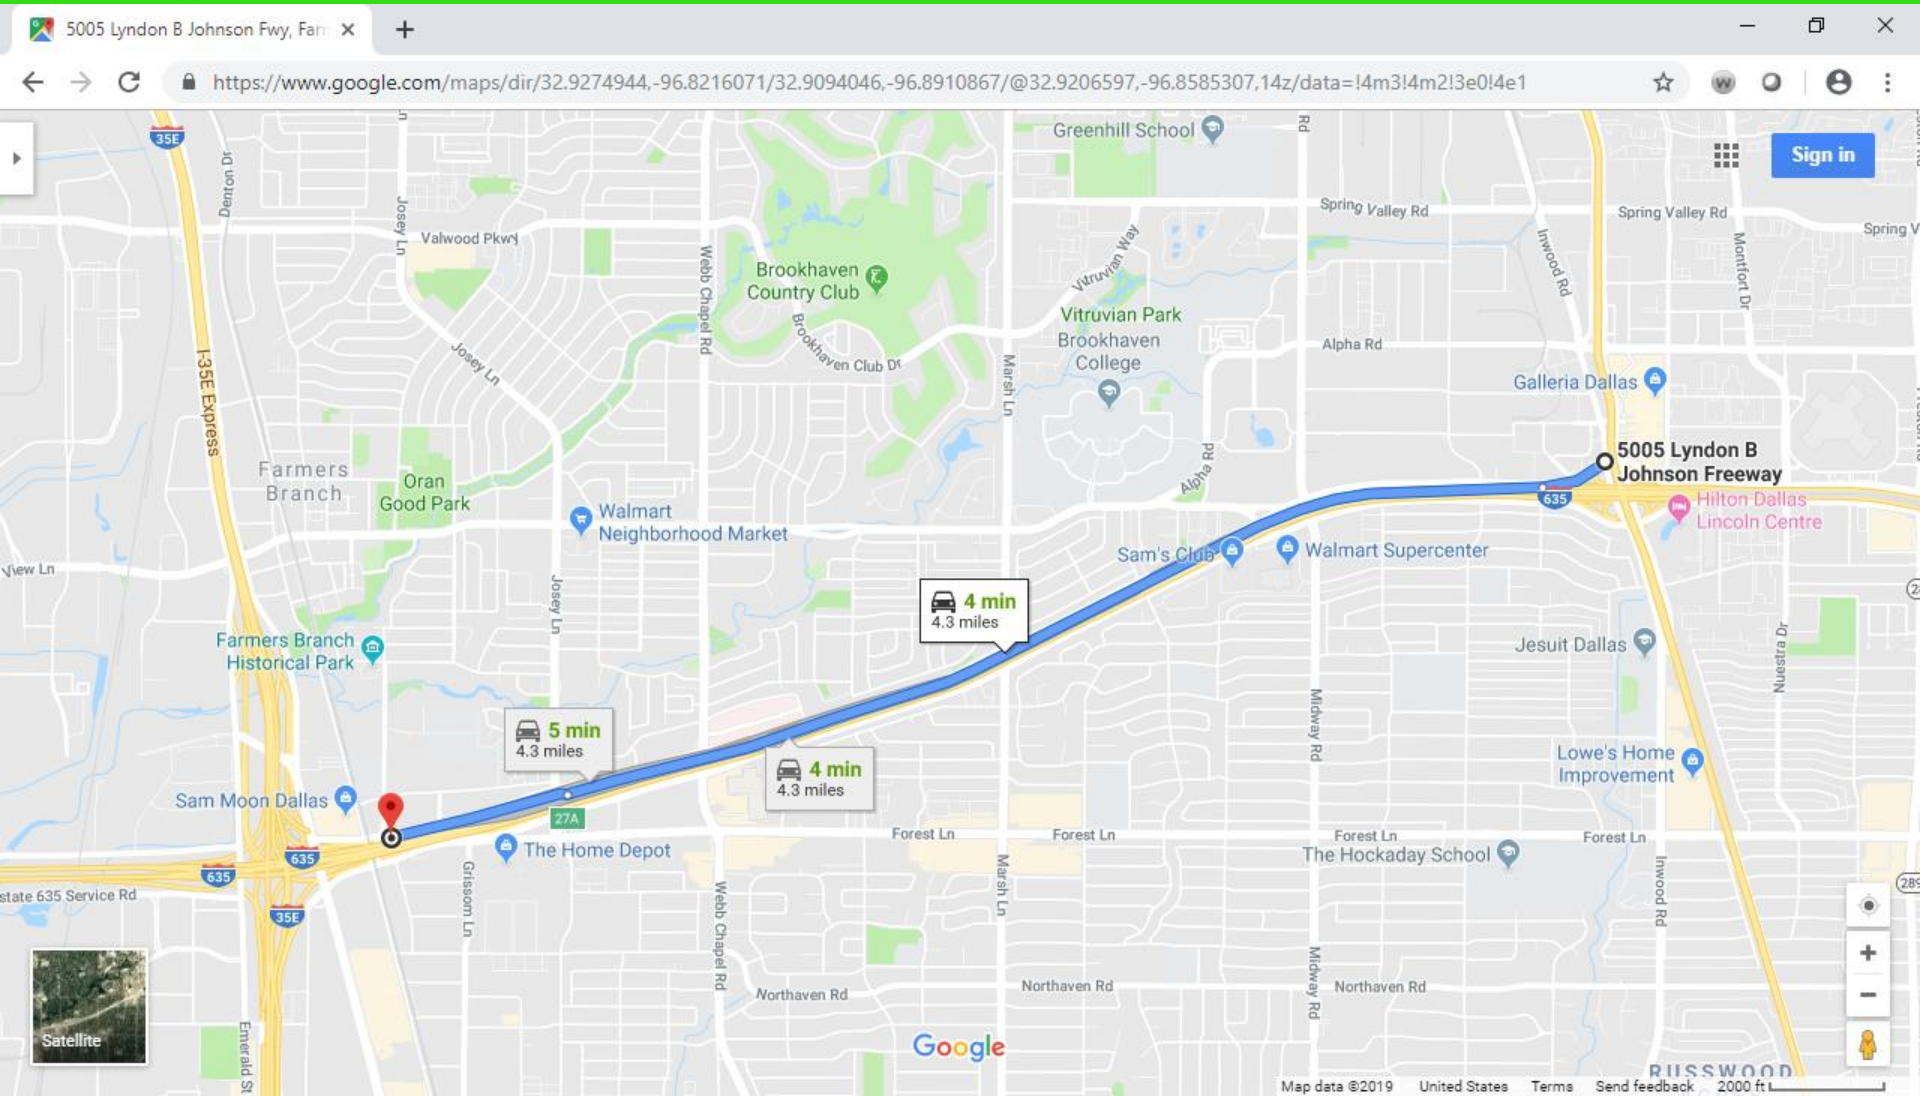 5005 Lyndon B Johnson Fwy, Far
https://www.google.com/maps/dir/32.9274944,-96.8216071/32.9094046,-96.8910867/@32.9206597,-96.8585307,14z/data=!4m3!4m2!3e0!4e1
W
35E
Greenhill School
Rd
Sign in
Denton Dr
Josey Ln
Spring Valley Rd
Spring Valley Rd
Spring V
Valwood Pkwy
Webb Chapel Rd
Vitruvian Way
Inwood Rd
Montfort Dr
Brookhaven
Country Club
Brookhaven Club Dr
Vitruvian Park
Brookhaven
College
Alpha Rd
Josey Ln
I-35E Express
Marsh Ln
Galleria Dallas
5005 Lyndon B
Johnson Freeway
Farmers
Branch
Oran
Good Park
Alpha Rd
635
Hilton Dallas
Lincoln Centre
Walmart
Neighborhood Market
Sam's Club
Walmart Supercenter
View Ln
Josey Ln
4 min
4.3 miles
Farmers Branch
Historical Park
Jesuit Dallas
Nuestra Dr
Midway Rd
5 min
4.3 miles
4 min
4.3 miles
Lowe's Home
Improvement
Sam Moon Dallas
27A
Forest Ln
Forest Ln
Forest Ln
Forest Ln
The Home Depot
The Hockaday School
635
635
Grissom Ln
Marsh Ln
Webb Chapel Rd
Inwood Rd
289
state 635 Service Rd
35E
Midway Rd
Northaven Rd
Northaven Rd
Northaven Rd
Satellite
Emerald St
Google
RUSSWOOD
Map data ©2019
United States
Terms
Send feedback
2000 ft